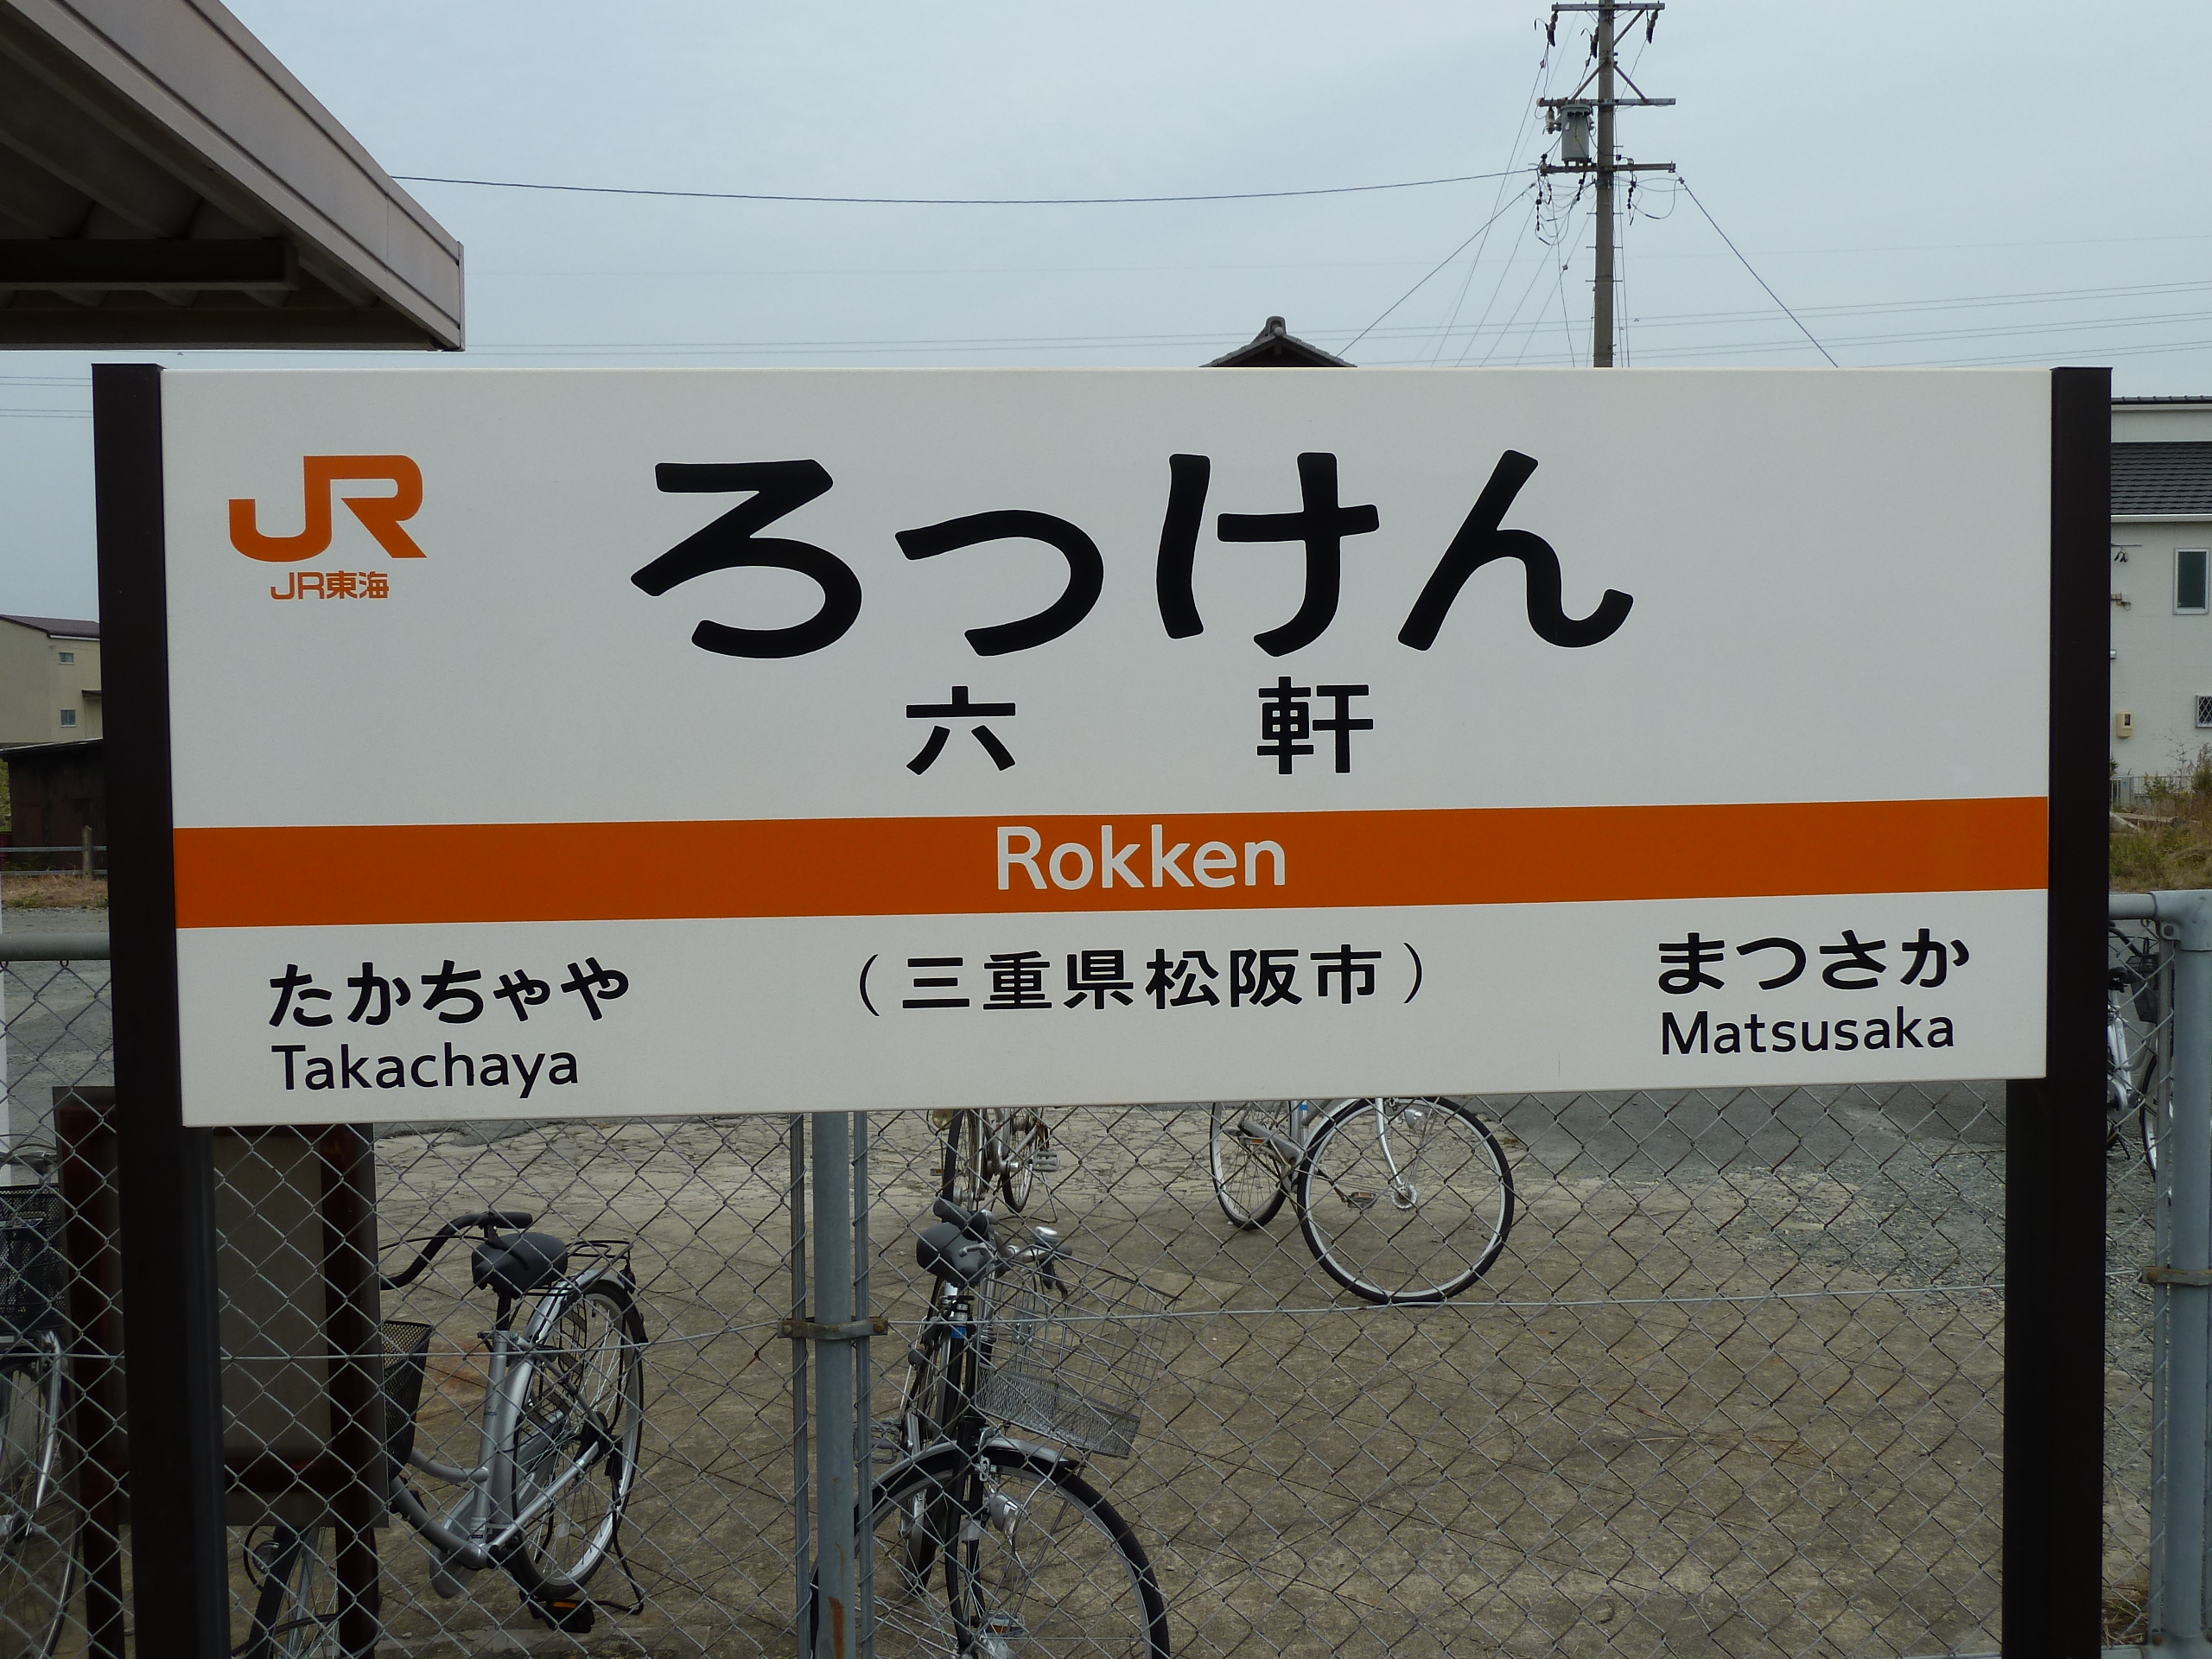 JR
JR東海
ろっけん
六 軒
Rokken
たかちゃや
Takachaya
（三重県松阪市）
まつさか
Matsusaka